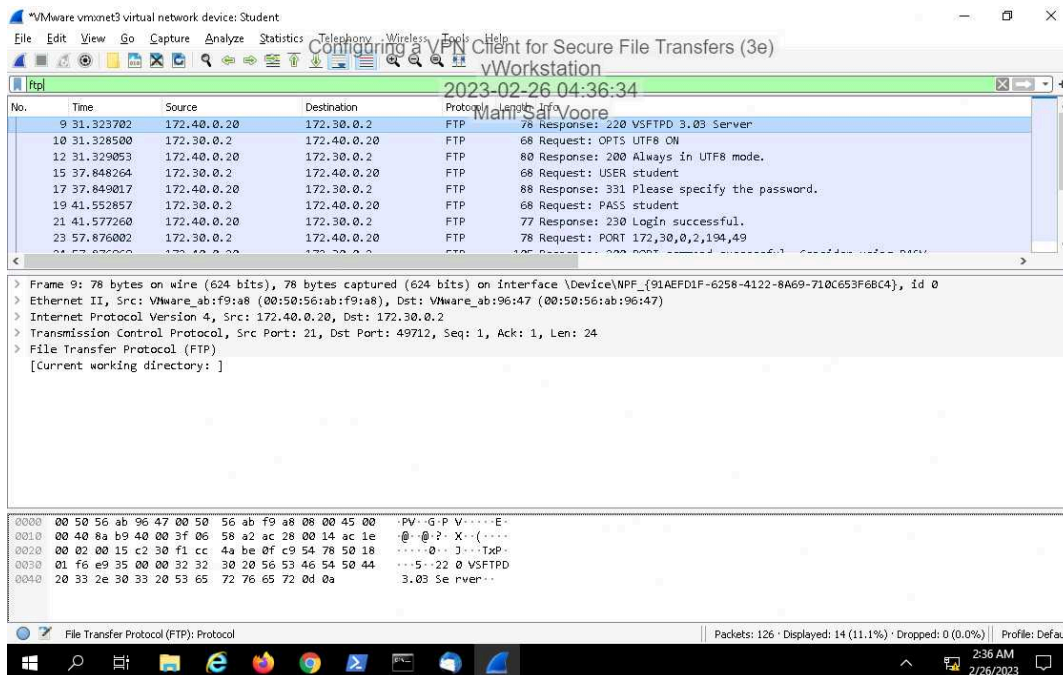 *VMware vmxnet3 virtual network device: Student
File Edit View Go Capture Analyze Statistics Telephony Wireless Tools Help
Configuring a VPN Client for Secure File Transfers (3e)
vWorkstation
2023-02-26 04:36:34
Mani Sai Voore
ftp
No. Time Source Destination Protocol Length Info
9 31.323702 172.40.0.20 172.30.0.2 FTP 78 Response: 220 VSFTPD 3.03 Server
10 31.328500 172.30.0.2 172.40.0.20 FTP 68 Request: OPTS UTF8 ON
12 31.329053 172.40.0.20 172.30.0.2 FTP 80 Response: 200 Always in UTF8 mode.
15 37.848264 172.30.0.2 172.40.0.20 FTP 68 Request: USER student
17 37.849017 172.40.0.20 172.30.0.2 FTP 88 Response: 331 Please specify the password.
19 41.552857 172.30.0.2 172.40.0.20 FTP 68 Request: PASS student
21 41.577260 172.40.0.20 172.30.0.2 FTP 77 Response: 230 Login successful.
23 57.876002 172.30.0.2 172.40.0.20 FTP 78 Request: PORT 172,30,0,2,194,49
> Frame 9: 78 bytes on wire (624 bits), 78 bytes captured (624 bits) on interface \Device\NPF_{91AEFD1F-6258-4122-8A69-710C653F6BC4}, id 0
> Ethernet II, Src: VMware_ab:f9:a8 (00:50:56:ab:f9:a8), Dst: VMware_ab:96:47 (00:50:56:ab:96:47)
> Internet Protocol Version 4, Src: 172.40.0.20, Dst: 172.30.0.2
> Transmission Control Protocol, Src Port: 21, Dst Port: 49712, Seq: 1, Ack: 1, Len: 24
> File Transfer Protocol (FTP)
[Current working directory: ]
0000 00 50 56 ab 96 47 00 50 56 ab f9 a8 08 00 45 00 ·PV··G·P V·····E·
0010 00 40 8a b9 40 00 3f 06 58 a2 ac 28 00 14 ac 1e ·@··@·?· X··(····
0020 00 02 00 15 c2 30 f1 cc 4a be 0f c9 54 78 50 18 ·····0·· J···TxP·
0030 01 f6 e9 35 00 00 32 32 30 20 56 53 46 54 50 44 ···5··22 0 VSFTPD
0040 20 33 2e 30 33 20 53 65 72 76 65 72 0d 0a 3.03 Se rver··
File Transfer Protocol (FTP): Protocol
Packets: 126 · Displayed: 14 (11.1%) · Dropped: 0 (0.0%)
Profile: Defau
2:36 AM
2/26/2023